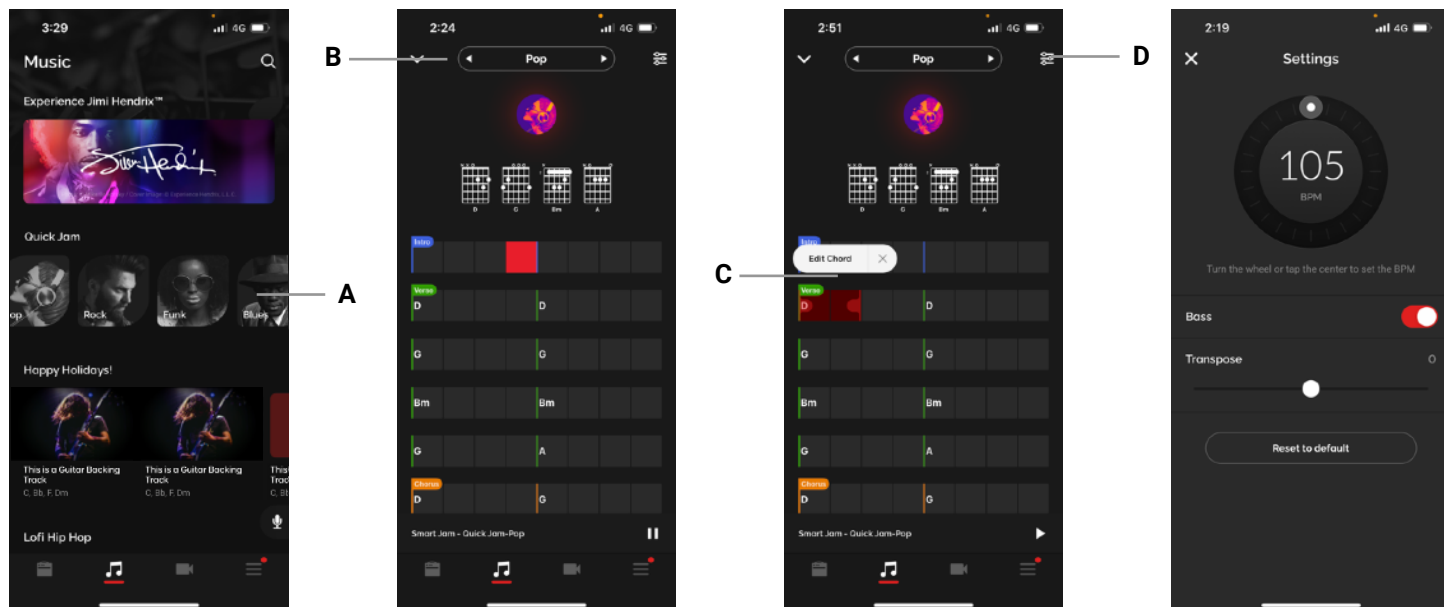 3:29
4G
Music
Experience Jimi Hendrix™
Jimi Hendrix
Quick Jam
op
Rock
Funk
Blues
A
Happy Holidays!
This is a Guitar Backing
Track
C, Bb, F, Dm
This is a Guitar Backing
Track
C, Bb, F, Dm
This
Trac
C, B
Lofi Hip Hop
B
2:24
4G
Pop
D
G
Bm
A
Intro
Verse
D
D
G
G
Bm
Bm
G
A
Chorus
D
G
Smart Jam - Quick Jam-Pop
C
2:51
4G
Pop
D
D
G
Bm
A
Intro
Edit Chord
Verse
D
D
G
G
Bm
Bm
G
A
Chorus
D
G
Smart Jam - Quick Jam-Pop
2:19
4G
Settings
105
BPM
Turn the wheel or tap the center to set the BPM
Bass
Transpose
0
Reset to default